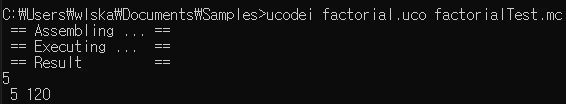 C:₩Users₩wlska₩Documents₩Samples>ucodei factorial.uco factorialTest.mc
== Assembling ... ==
== Executing ... ==
== Result ==
5
5 120